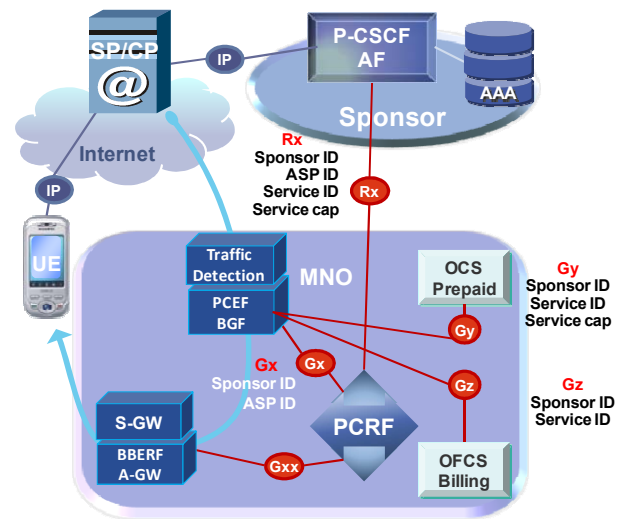 SP/CP
@
IP
P-CSCF
AF
AAA
Sponsor
Internet
IP
Rx
Sponsor ID
ASP ID
Service ID
Service cap
Rx
UE
Traffic
Detection
PCEF
BGF
MNO
OCS
Prepaid
Gy
Gy
Sponsor ID
Service ID
Service cap
Gx
Sponsor ID
ASP ID
Gx
Gz
Gz
Sponsor ID
Service ID
S-GW
BBERF
A-GW
Gxx
PCRF
OFCS
Billing